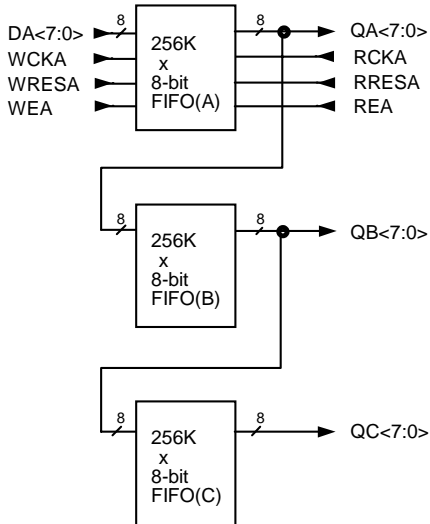 DA<7:0>
8
8
QA<7:0>
WCKA
256K
RCKA
x
WRESA
8-bit
RRESA
WEA
FIFO(A)
REA
8
8
QB<7:0>
256K
x
8-bit
FIFO(B)
8
8
QC<7:0>
256K
x
8-bit
FIFO(C)